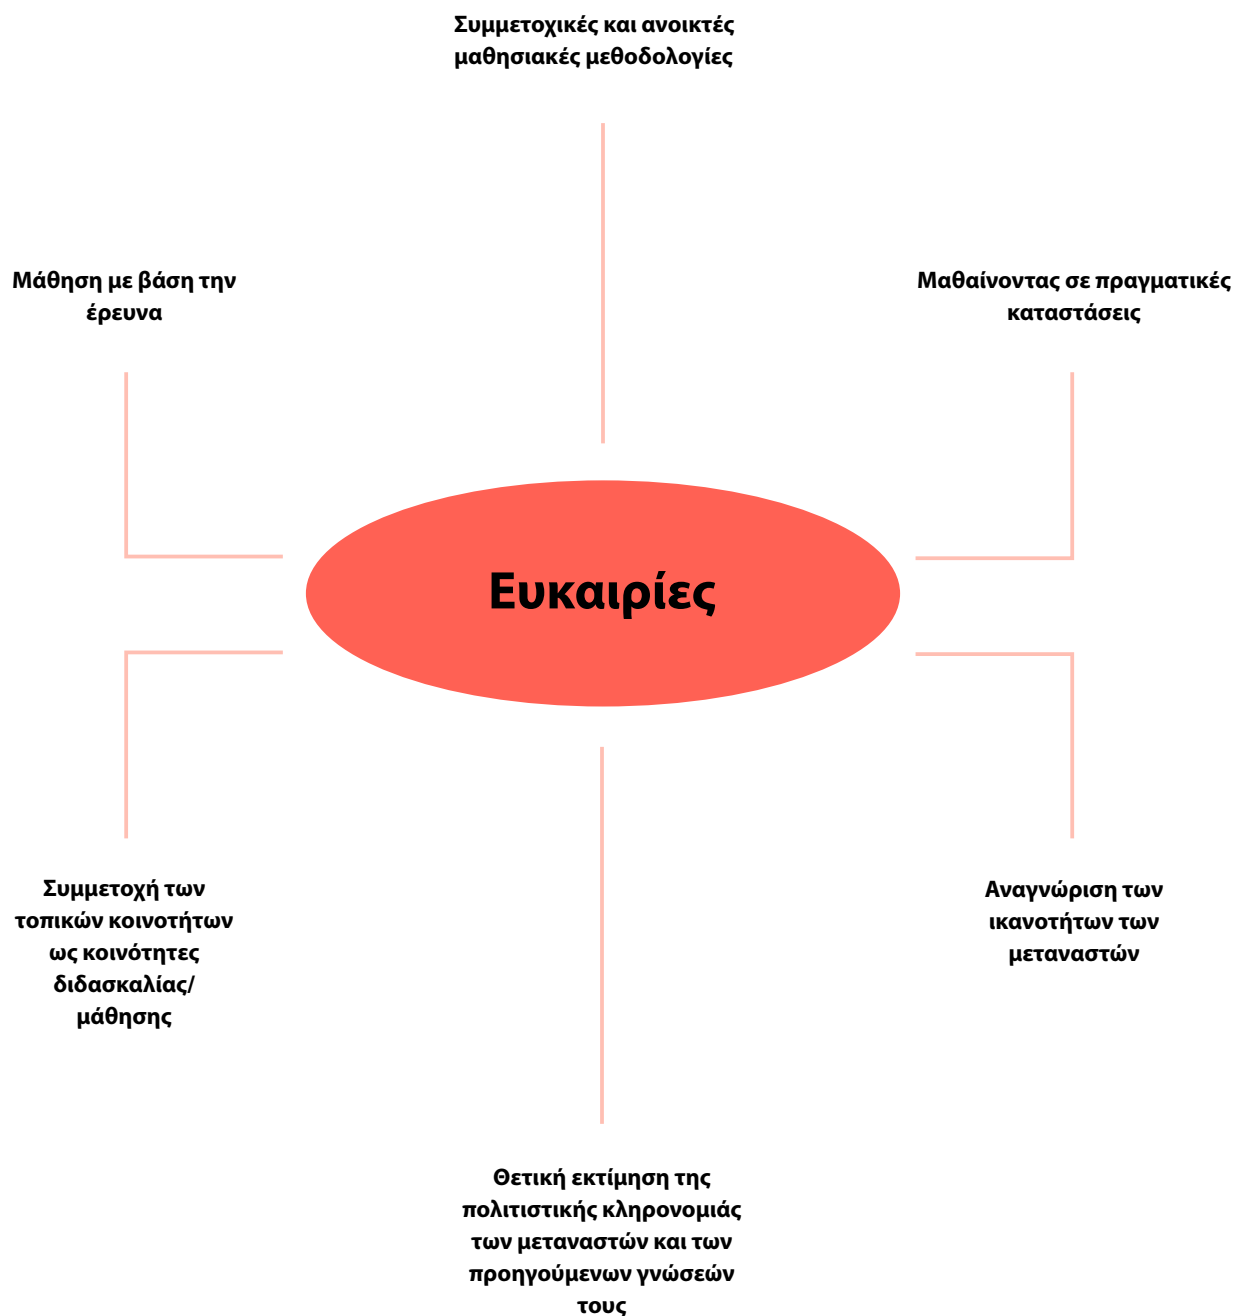 Συμμετοχικές και ανοικτές
μαθησιακές μεθοδολογίες
Μάθηση με βάση την
έρευνα
Μαθαίνοντας σε πραγματικές
καταστάσεις
Ευκαιρίες
Συμμετοχή των
τοπικών κοινοτήτων
ως κοινότητες
διδασκαλίας/
μάθησης
Αναγνώριση των
ικανοτήτων των
μεταναστών
Θετική εκτίμηση της
πολιτιστικής κληρονομιάς
των μεταναστών και των
προηγούμενων γνώσεών
τους